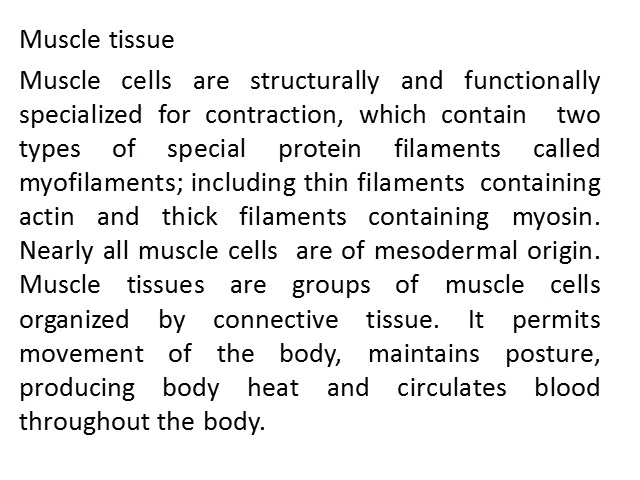 Muscle tissue
Muscle cells are structurally and functionally
specialized for contraction, which contain two
types of special protein filaments called
myofilaments; including thin filaments containing
actin and thick filaments containing myosin.
Nearly all muscle cells are of mesodermal origin.
Muscle tissues are groups of muscle cells
organized by connective tissue. It permits
movement of the body, maintains posture,
producing body heat and circulates blood
throughout the body.